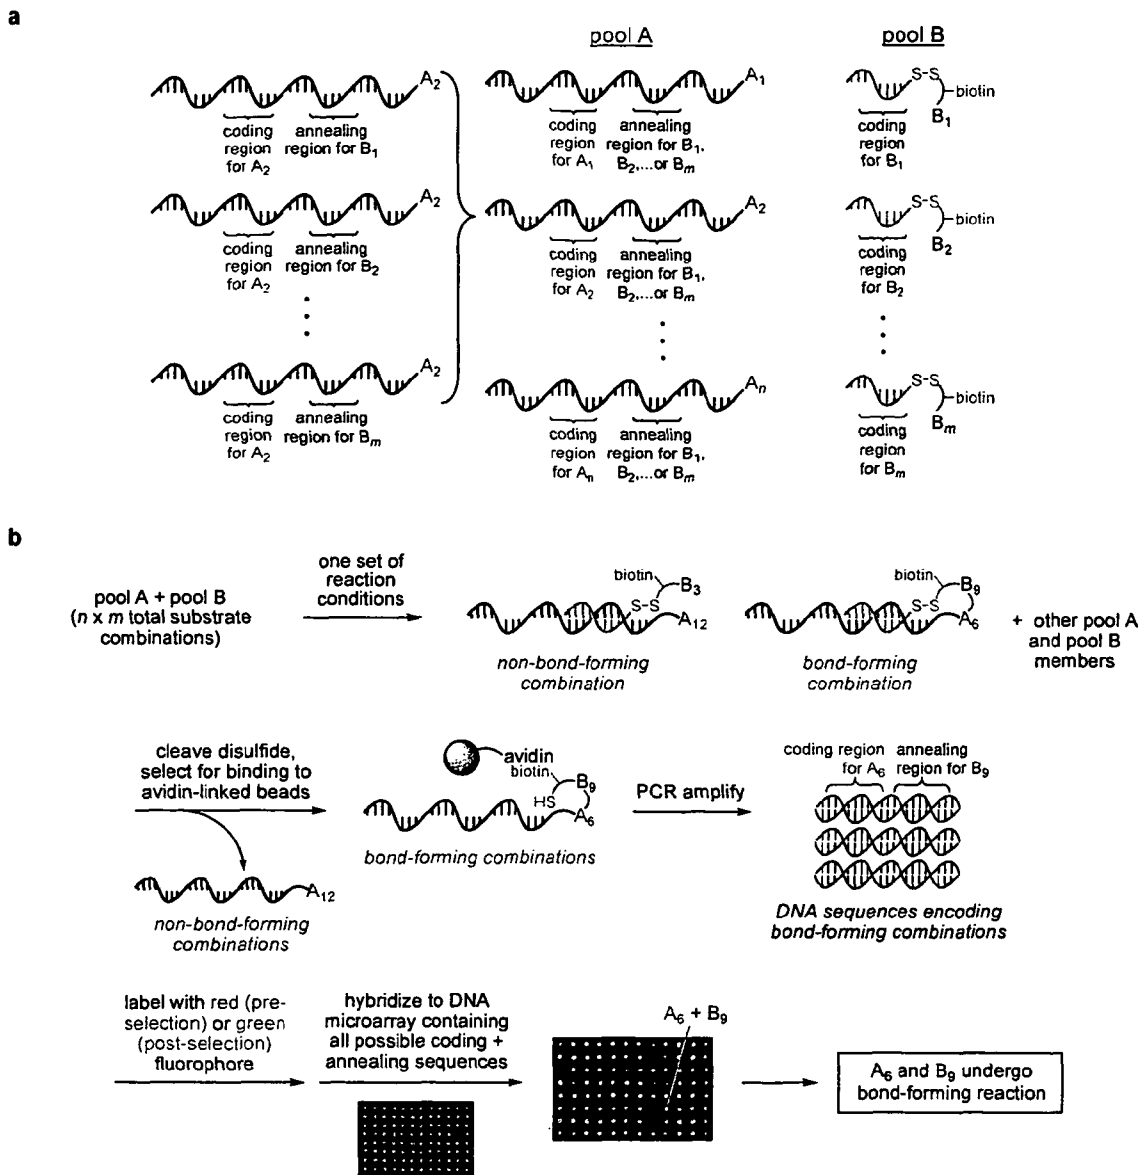 a
pool A
pool B
A2
coding
region
for A2
annealing
region for B1
A2
coding
region
for A2
annealing
region for B2
A2
coding
region
for A2
annealing
region for Bm
A1
coding
region
for A1
annealing
region for B1,
B2,...or Bm
A2
coding
region
for A2
annealing
region for B1,
B2,...or Bm
An
coding
region
for An
annealing
region for B1,
B2,...or Bm
S-S
biotin
B1
coding
region
for B1
S-S
biotin
B2
coding
region
for B2
S-S
biotin
Bm
coding
region
for Bm
b
pool A + pool B
(n x m total substrate
combinations)
one set of
reaction
conditions
biotin
B3
S-S
A12
non-bond-forming
combination
biotin
B9
S-S
A6
bond-forming
combination
+ other pool A
and pool B
members
cleave disulfide,
select for binding to
avidin-linked beads
A12
non-bond-forming
combinations
avidin
biotin
B9
HS
A6
bond-forming combinations
PCR amplify
coding region
for A6
annealing
region for B9
DNA sequences encoding
bond-forming combinations
label with red (pre-
selection) or green
(post-selection)
fluorophore
hybridize to DNA
microarray containing
all possible coding +
annealing sequences
A6 + B9
A6 and B9 undergo
bond-forming reaction